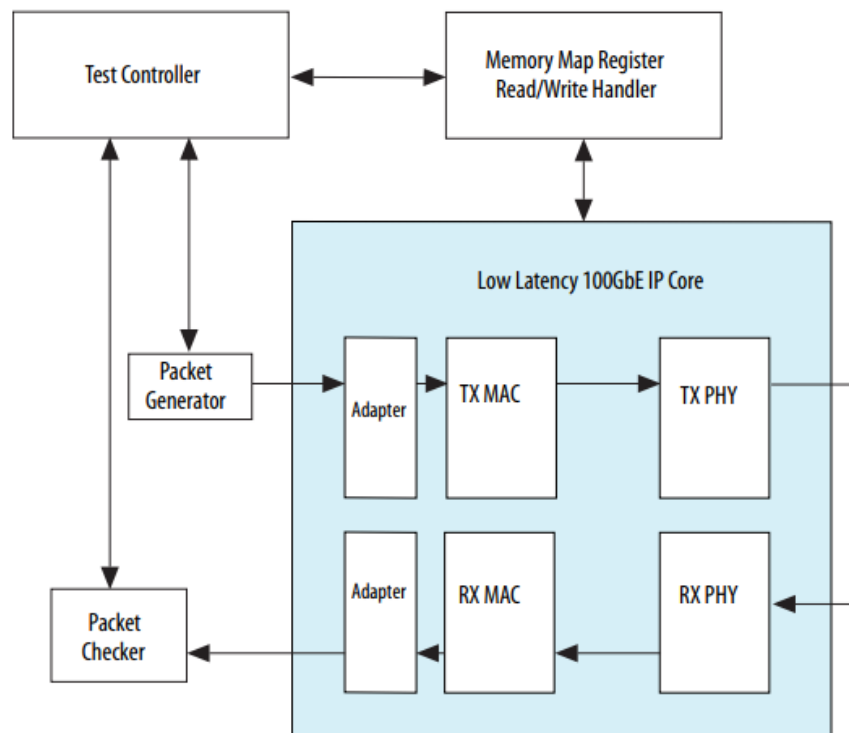 Test Controller
Memory Map Register
Read/Write Handler
Low Latency 100GbE IP Core
Packet
Generator
Adapter
TX MAC
TX PHY
Packet
Checker
Adapter
RX MAC
RX PHY